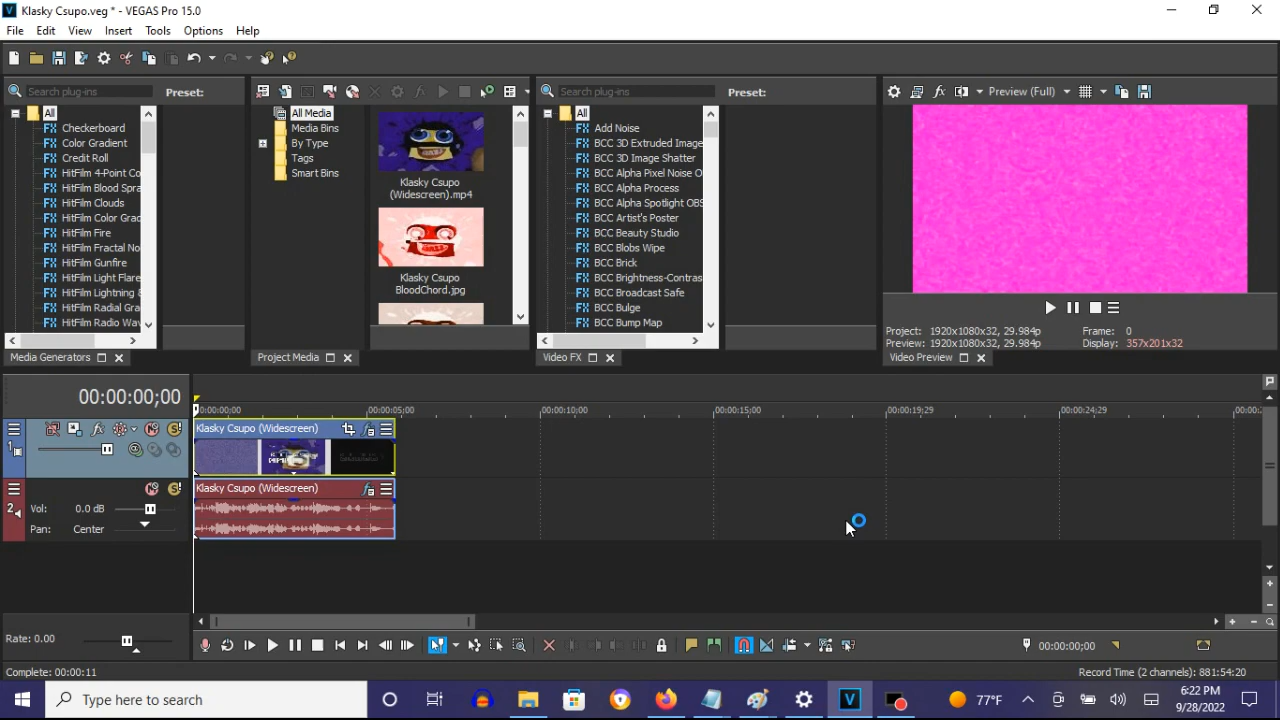 Klasky Csupo.veg * - VEGAS Pro 15.0
File Edit View Insert Tools Options Help
Search plug-ins
Preset:
All
Checkerboard
Color Gradient
Credit Roll
HitFilm 4-Point Co
HitFilm Blood Spra
HitFilm Clouds
HitFilm Color Grac
HitFilm Fire
HitFilm Fractal No
HitFilm Gunfire
HitFilm Light Flare
HitFilm Lightning &
HitFilm Radial Gra
HitFilm Radio Wav
Media Generators
All Media
Media Bins
By Type
Tags
Smart Bins
Klasky Csupo
(Widescreen).mp4
Klasky Csupo
BloodChord.jpg
Project Media
Search plug-ins
Preset:
All
Add Noise
BCC 3D Extruded Image
BCC 3D Image Shatter
BCC Alpha Pixel Noise O
BCC Alpha Process
BCC Alpha Spotlight OBS
BCC Artist's Poster
BCC Beauty Studio
BCC Blobs Wipe
BCC Brick
BCC Brightness-Contras
BCC Broadcast Safe
BCC Bulge
BCC Bump Map
Video FX
Preview (Full)
Project: 1920x1080x32, 29.984p
Preview: 1920x1080x32, 29.984p
Frame: 0
Display: 357x201x32
Video Preview
00:00:00;00
00:00:00;00 00:00:05;00 00:00:10;00 00:00:15;00 00:00:19;29 00:00:24;29 00:00:2
1
Klasky Csupo (Widescreen)
2
Klasky Csupo (Widescreen)
Vol: 0.0 dB
Pan: Center
Rate: 0.00
00:00:00;00
Complete: 00:00:11
Record Time (2 channels): 881:54:20
Type here to search
77°F
6:22 PM
9/28/2022